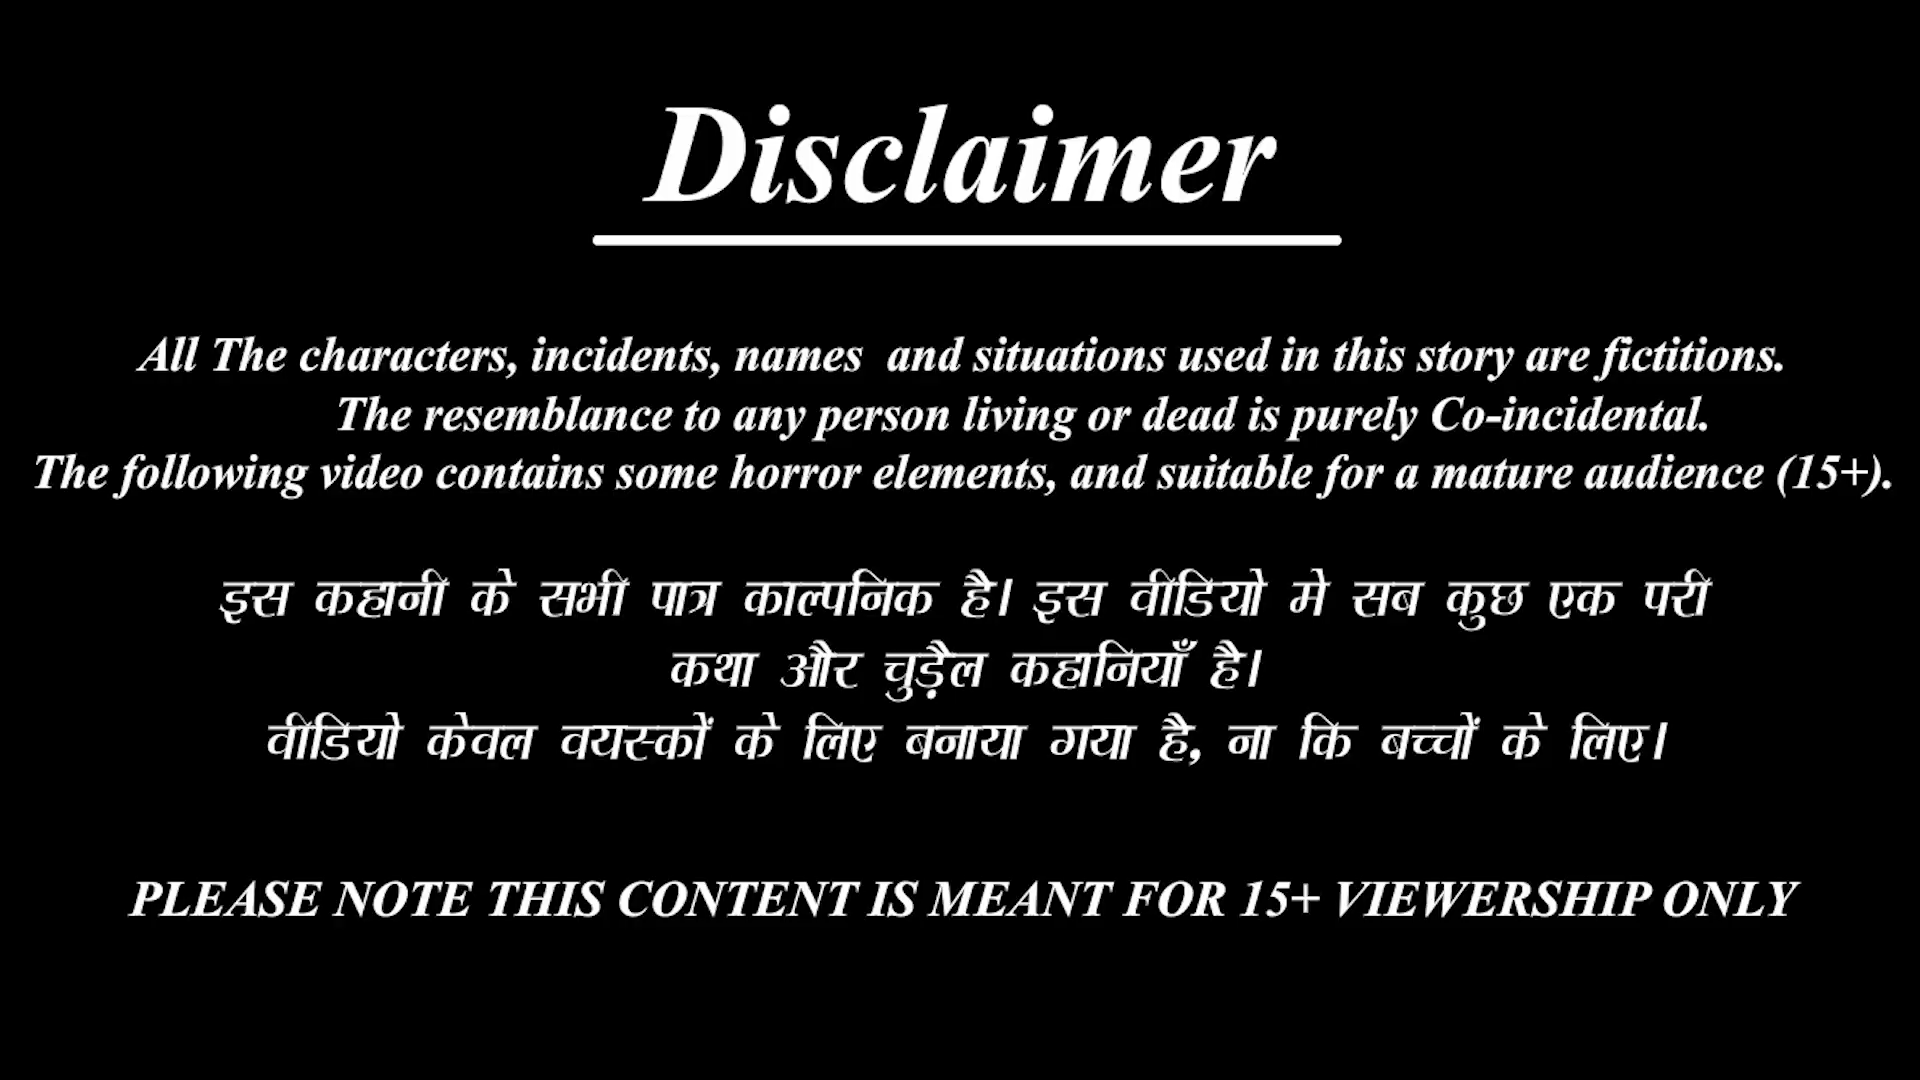 Disclaimer
All The characters, incidents, names and situations used in this story are fictitions.
The resemblance to any person living or dead is purely Co-incidental.
The following video contains some horror elements, and suitable for a mature audience (15+).
इस कहानी के सभी पात्र काल्पनिक है। इस वीडियो मे सब कुछ एक परी
कथा और चुड़ैल कहानियाँ है।
वीडियो केवल वयस्कों के लिए बनाया गया है, ना कि बच्चों के लिए।
PLEASE NOTE THIS CONTENT IS MEANT FOR 15+ VIEWERSHIP ONLY